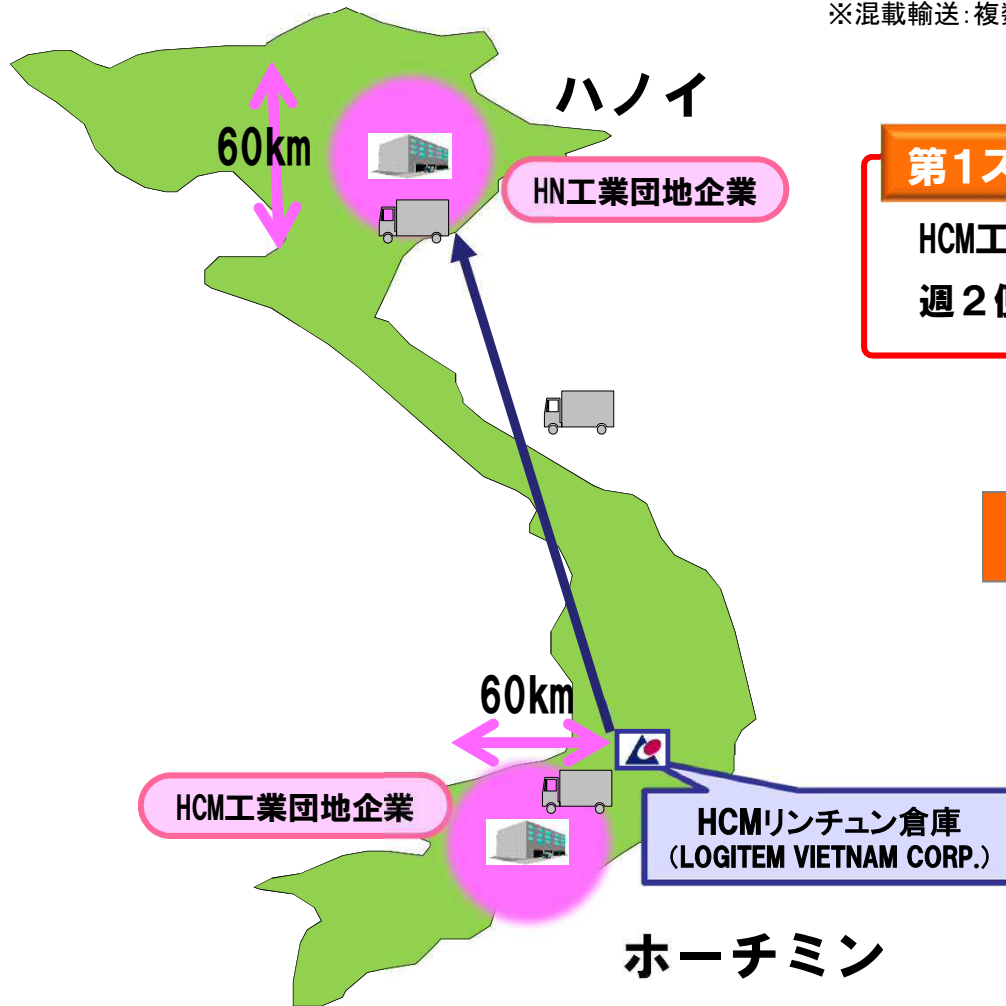 ※混載輸送：複
ハノイ
60km
HN工業団地企業
第1ス
HCM工
週２
60km
HCM工業団地企業
HCMリンチュン倉庫
（LOGITEM VIETNAM CORP.）
ホーチミン